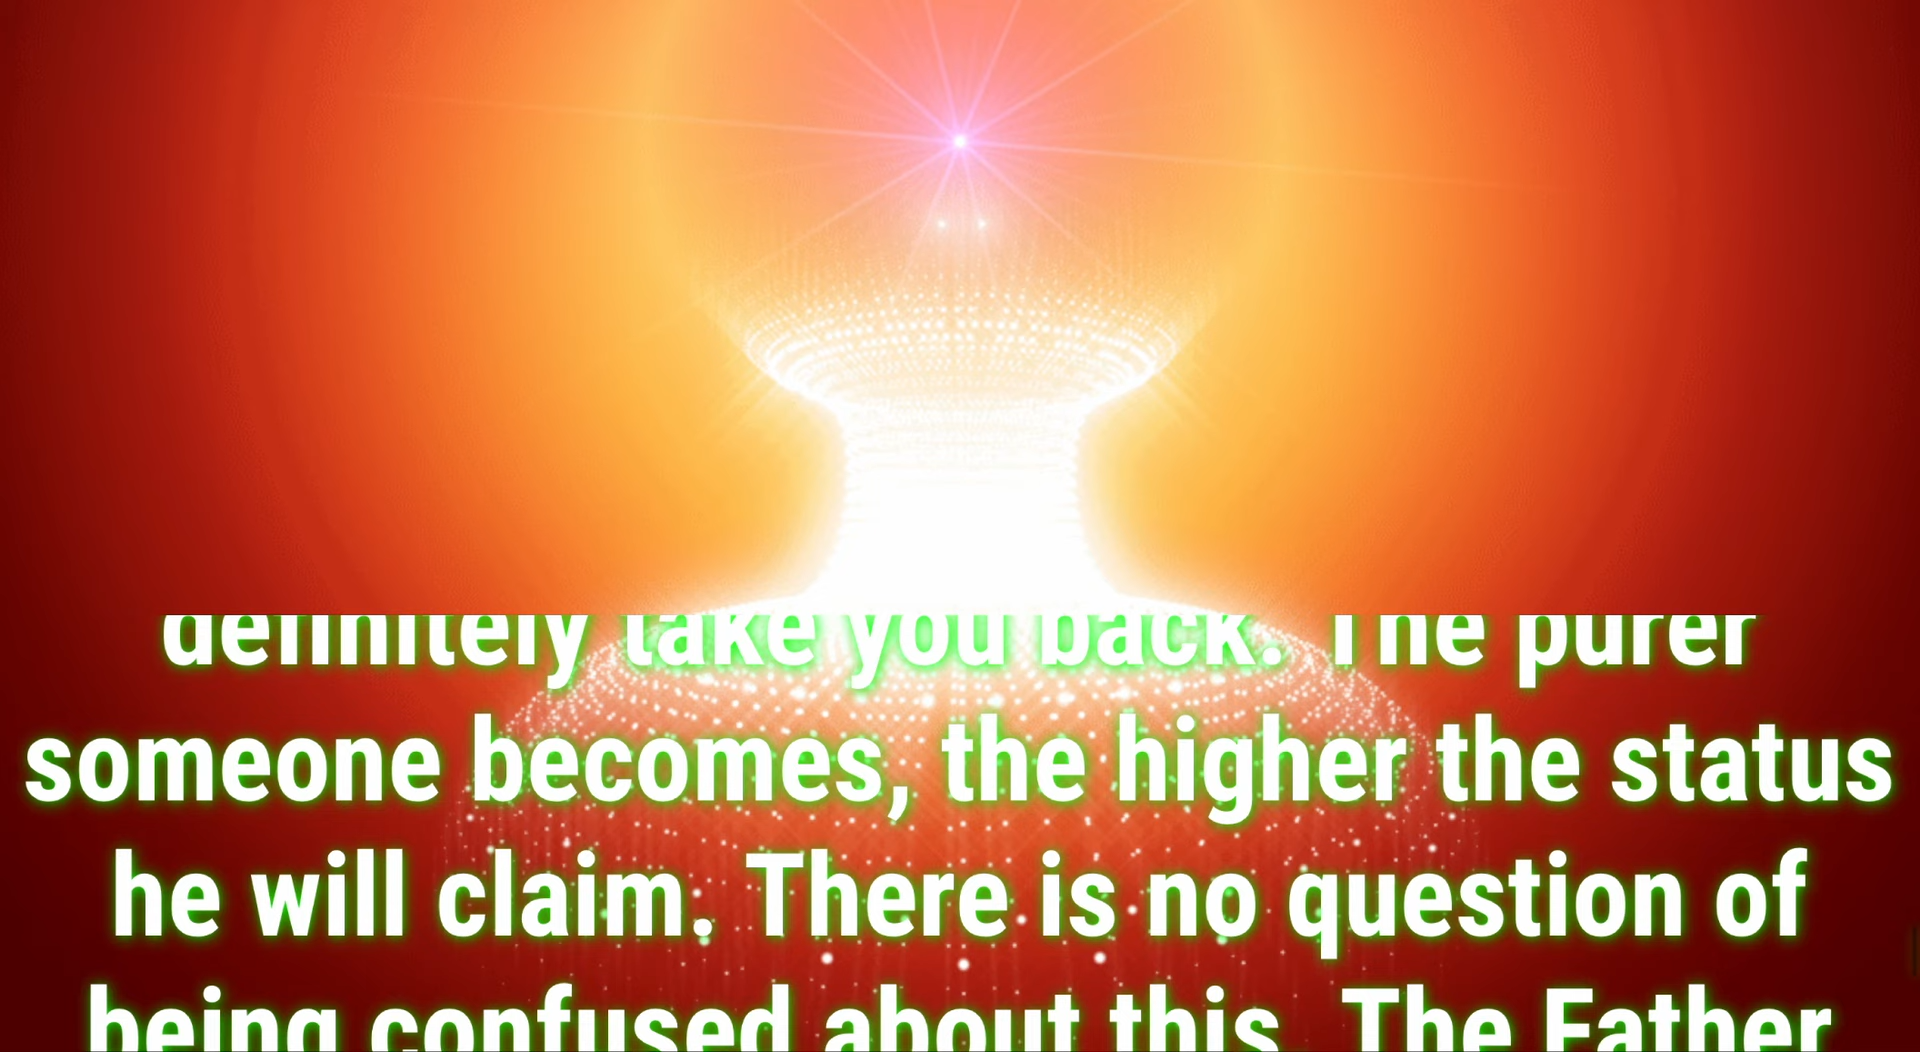 definitely take you back. The purer
someone becomes, the higher the status
he will claim. There is no question of
being confused about this. The Father